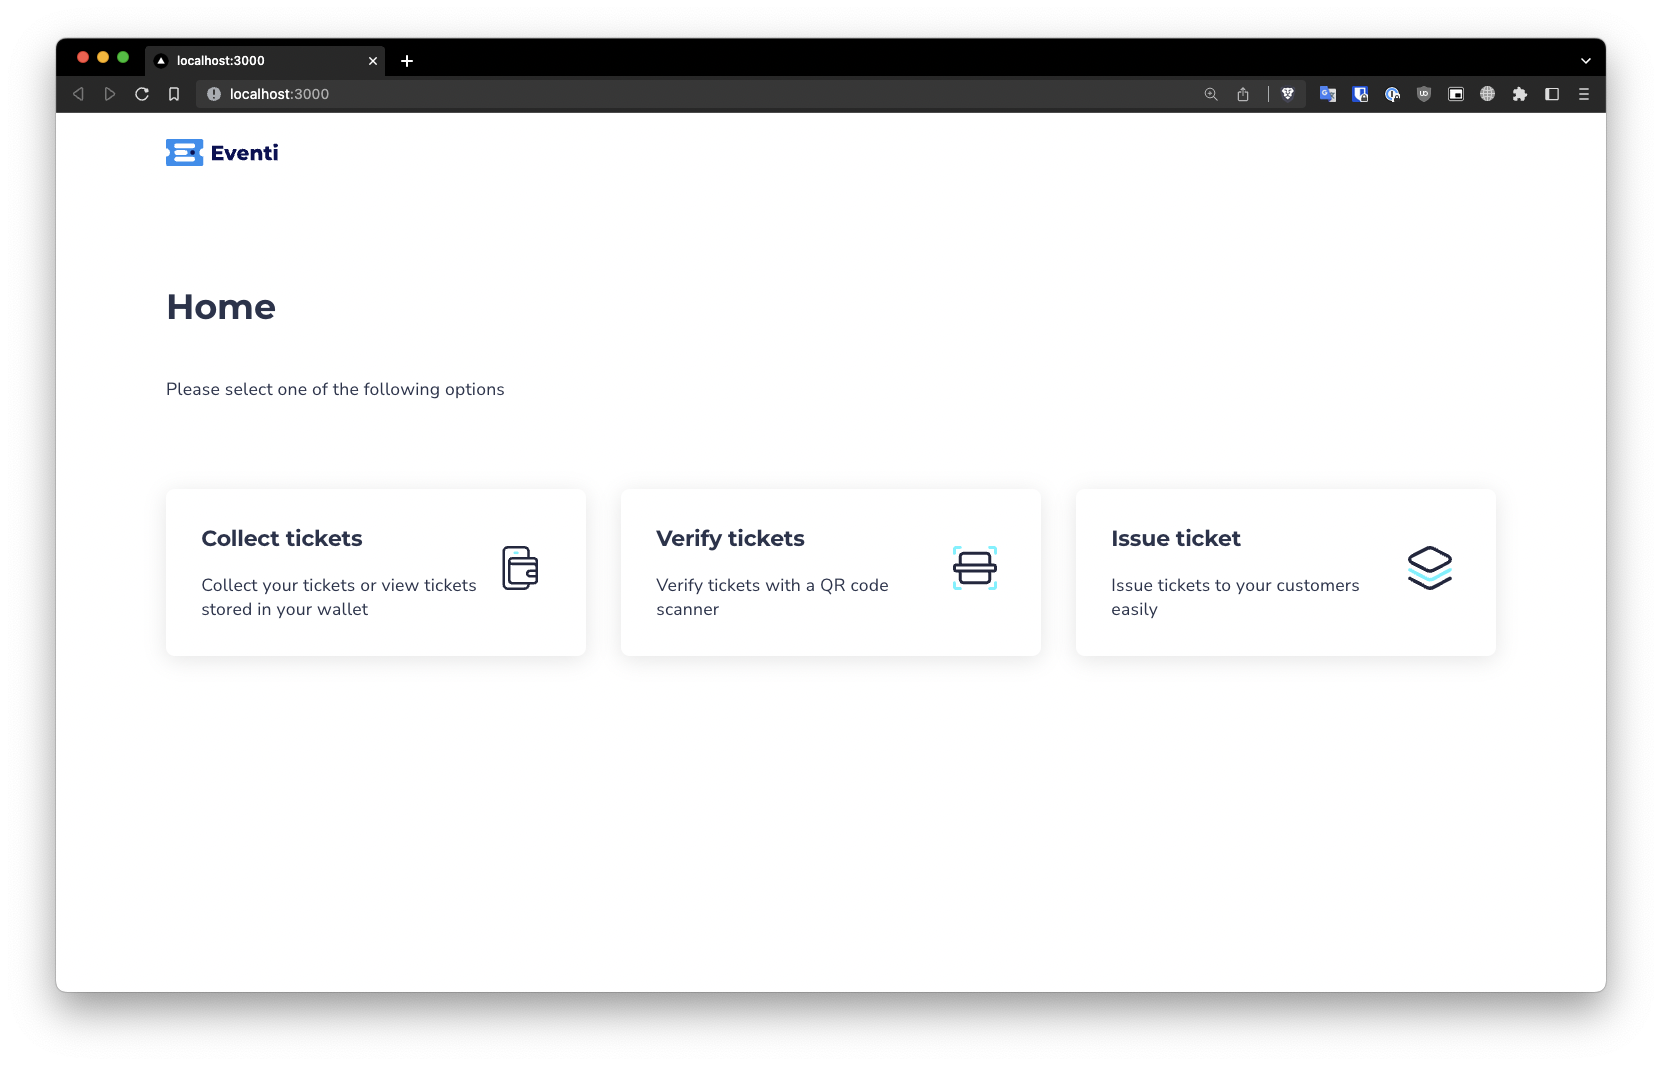 localhost:3000
localhost:3000
Eventi
Home
Please select one of the following options
Collect tickets
Collect your tickets or view tickets
stored in your wallet
Verify tickets
Verify tickets with a QR code
scanner
Issue ticket
Issue tickets to your customers
easily